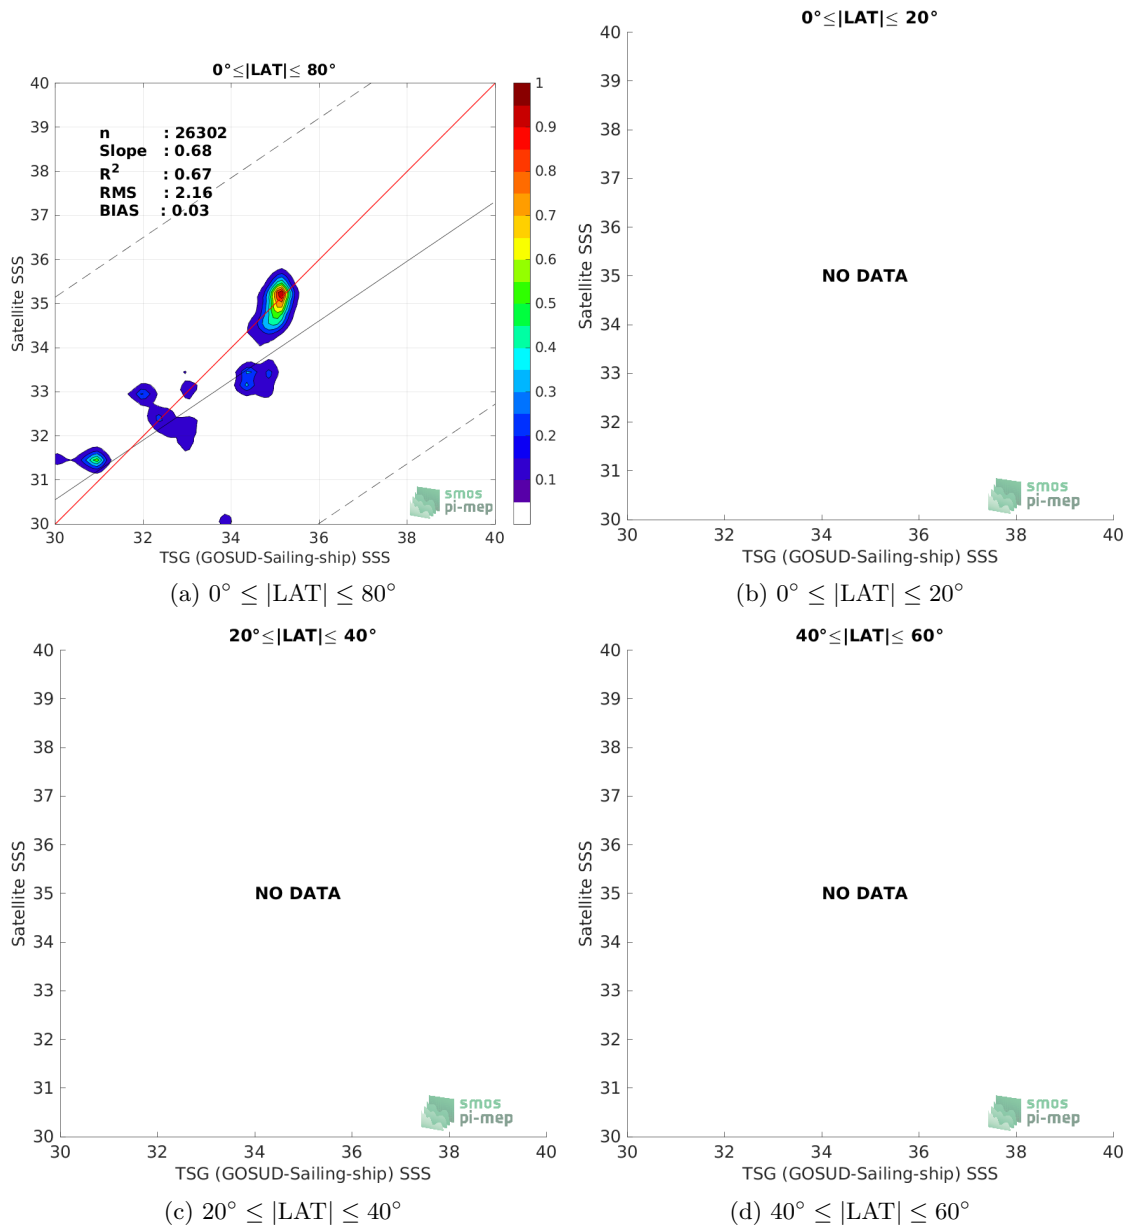 0°≤|LAT|≤ 80°
40
39
38
37
36
35
34
33
32
31
30
Satellite SSS
n : 26302
Slope : 0.68
R² : 0.67
RMS : 2.16
BIAS : 0.03
30 32 34 36 38 40
TSG (GOSUD-Sailing-ship) SSS
smos
pi-mep
1
0.9
0.8
0.7
0.6
0.5
0.4
0.3
0.2
0.1
(a) 0° ≤ |LAT| ≤ 80°
0°≤|LAT|≤ 20°
40
39
38
37
36
35
34
33
32
31
30
Satellite SSS
NO DATA
smos
pi-mep
30 32 34 36 38 40
TSG (GOSUD-Sailing-ship) SSS
(b) 0° ≤ |LAT| ≤ 20°
20°≤|LAT|≤ 40°
40
39
38
37
36
35
34
33
32
31
30
Satellite SSS
NO DATA
smos
pi-mep
30 32 34 36 38 40
TSG (GOSUD-Sailing-ship) SSS
(c) 20° ≤ |LAT| ≤ 40°
40°≤|LAT|≤ 60°
40
39
38
37
36
35
34
33
32
31
30
Satellite SSS
NO DATA
smos
pi-mep
30 32 34 36 38 40
TSG (GOSUD-Sailing-ship) SSS
(d) 40° ≤ |LAT| ≤ 60°